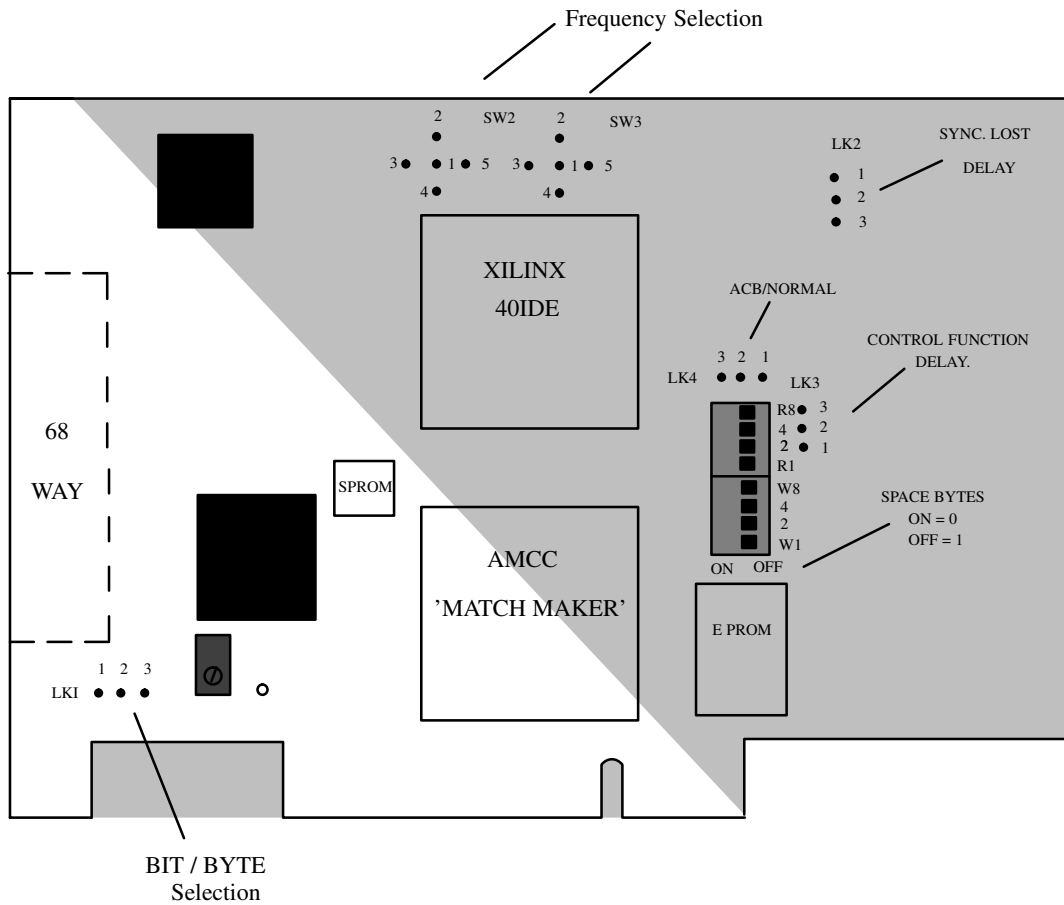 Frequency Selection
2 SW2 2 SW3
3 1 5 3 1 5
4 4
LK2
1
2
3
SYNC. LOST
DELAY
XILINX
40IDE
ACB/NORMAL
3 2 1
LK4
LK3
CONTROL FUNCTION
DELAY.
R8 3
4 2
2 1
R1
W8
4
2
W1
ON OFF
SPACE BYTES
ON = 0
OFF = 1
68
WAY
SPROM
AMCC
'MATCH MAKER'
E PROM
1 2 3
LKI
BIT / BYTE
Selection